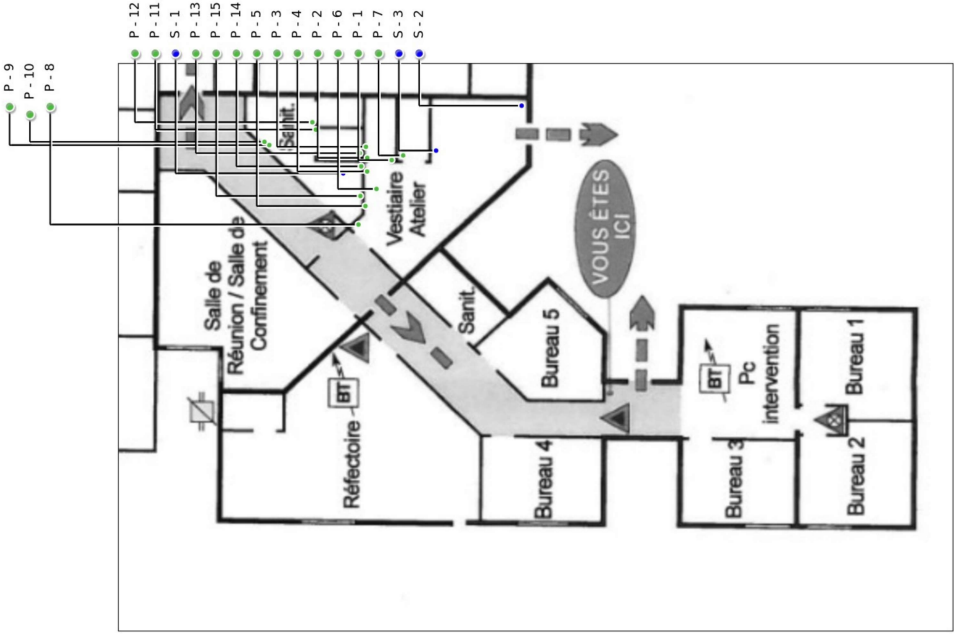 P - 12
P - 11
S - 1
P - 13
P - 15
P - 14
P - 5
P - 3
P - 4
P - 2
P - 6
P - 1
P - 7
S - 3
S - 2
P - 9
P - 10
P - 8
Sanit.
Vestiaire
Atelier
VOUS ÊTES
ICI
Salle de
Réunion / Salle de
Confinement
Sanit.
Bureau 5
BT
Réfectoire
Bureau 4
BT
Pc
intervention
Bureau 1
Bureau 3
Bureau 2